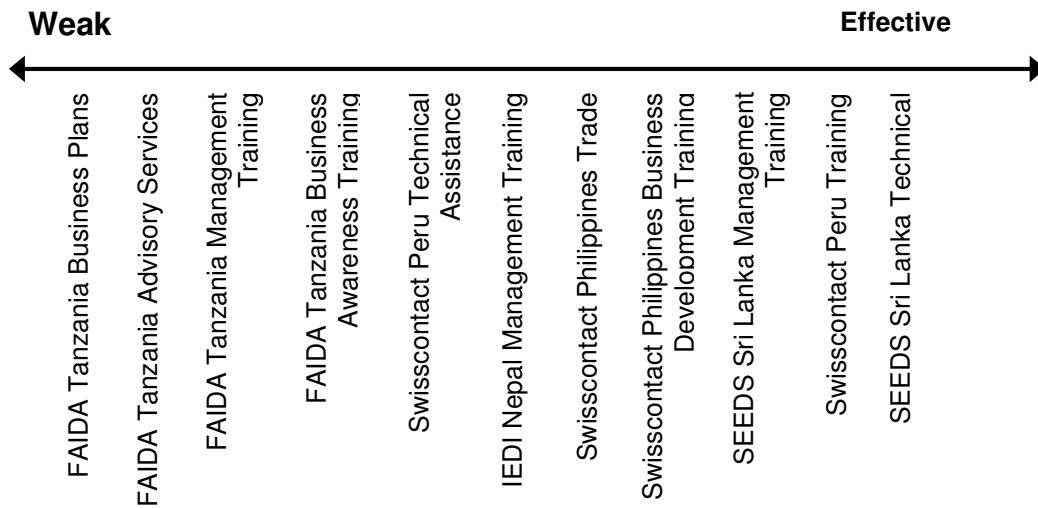 Weak
Effective
FAIDA Tanzania Business Plans
FAIDA Tanzania Advisory Services
FAIDA Tanzania Management
Training
FAIDA Tanzania Business
Awareness Training
Swisscontact Peru Technical
Assistance
IEDI Nepal Management Training
Swisscontact Philippines Trade
Swisscontact Philippines Business
Development Training
SEEDS Sri Lanka Management
Training
Swisscontact Peru Training
SEEDS Sri Lanka Technical